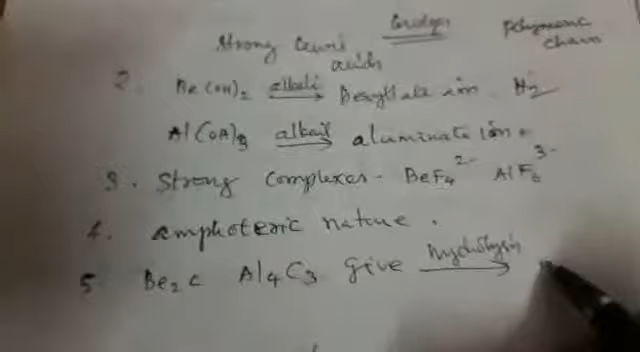 Bridges
Strong Lewis acids
polymeric chain
2. Be(OH)2 alkali → Beryllate ion H2
Al(OH)3 alkali → aluminate ion
3. Strong Complexes - BeF4 2- AlF6 3-
4. amphoteric nature.
5 Be2C Al4C3 give hydrolysis →